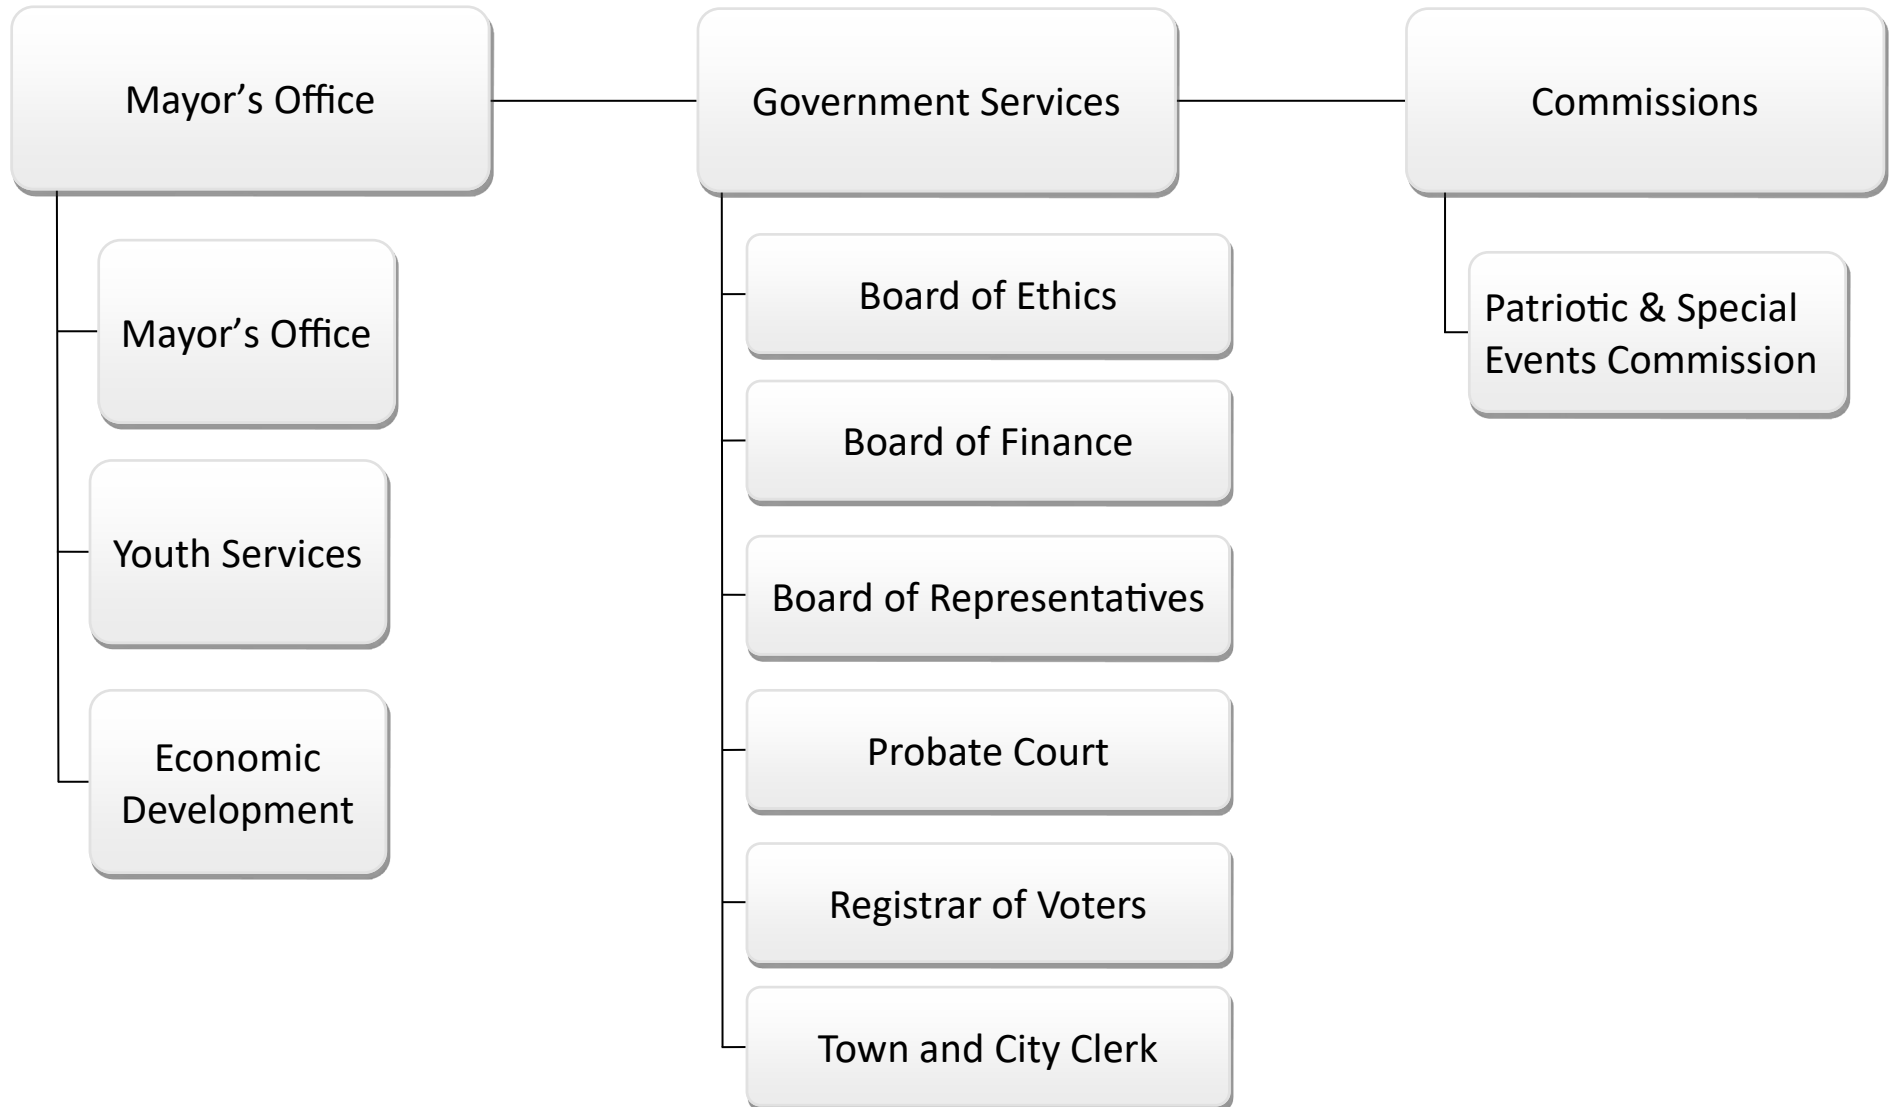 Mayor’s Office
Government Services
Commissions
Mayor’s Office
Youth Services
Economic
Development
Board of Ethics
Board of Finance
Board of Representatives
Probate Court
Registrar of Voters
Town and City Clerk
Patriotic & Special
Events Commission